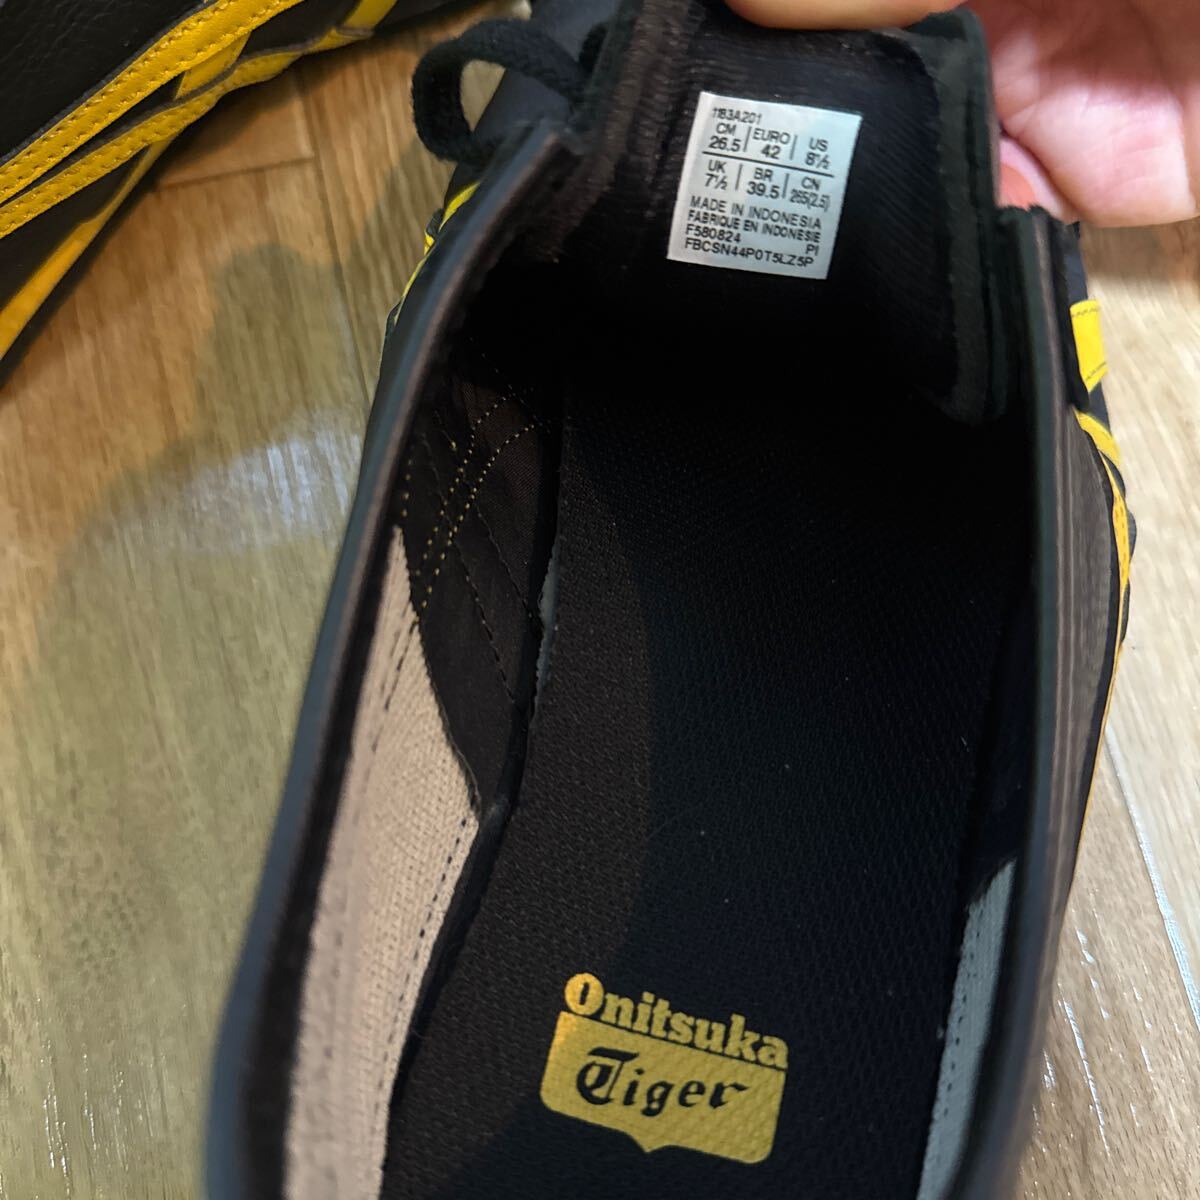 1183A201
CM EURO US
26.5 42 8½
UK BR CN
7½ 39.5 265(2.5)
MADE IN INDONESIA
FABRIQUE EN INDONESIE
F580824 PI
FBCSN44P0T5LZ5P
Onitsuka
Tiger